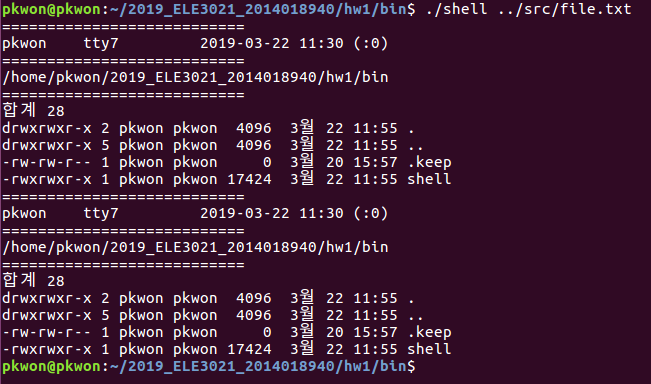 pkwon@pkwon:~/2019_ELE3021_2014018940/hw1/bin$ ./shell ../src/file.txt
===========================
pkwon    tty7         2019-03-22 11:30 (:0)
===========================
/home/pkwon/2019_ELE3021_2014018940/hw1/bin
===========================
합계 28
drwxrwxr-x 2 pkwon pkwon  4096  3월 22 11:55 .
drwxrwxr-x 5 pkwon pkwon  4096  3월 22 11:55 ..
-rw-rw-r-- 1 pkwon pkwon     0  3월 20 15:57 .keep
-rwxrwxr-x 1 pkwon pkwon 17424  3월 22 11:55 shell
===========================
pkwon    tty7         2019-03-22 11:30 (:0)
===========================
/home/pkwon/2019_ELE3021_2014018940/hw1/bin
===========================
합계 28
drwxrwxr-x 2 pkwon pkwon  4096  3월 22 11:55 .
drwxrwxr-x 5 pkwon pkwon  4096  3월 22 11:55 ..
-rw-rw-r-- 1 pkwon pkwon     0  3월 20 15:57 .keep
-rwxrwxr-x 1 pkwon pkwon 17424  3월 22 11:55 shell
pkwon@pkwon:~/2019_ELE3021_2014018940/hw1/bin$